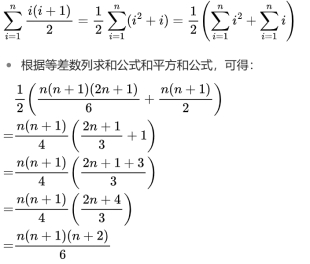 $\sum_{i=1}^{n} \frac{i(i+1)}{2} = \frac{1}{2}\sum_{i=1}^{n}(i^2+i) = \frac{1}{2}\left(\sum_{i=1}^{n} i^2 + \sum_{i=1}^{n} i\right)$
• 根据等差数列求和公式和平方和公式，可得：
$\frac{1}{2}\left(\frac{n(n+1)(2n+1)}{6} + \frac{n(n+1)}{2}\right)$
$=\frac{n(n+1)}{4}\left(\frac{2n+1}{3}+1\right)$
$=\frac{n(n+1)}{4}\left(\frac{2n+1+3}{3}\right)$
$=\frac{n(n+1)}{4}\left(\frac{2n+4}{3}\right)$
$=\frac{n(n+1)(n+2)}{6}$